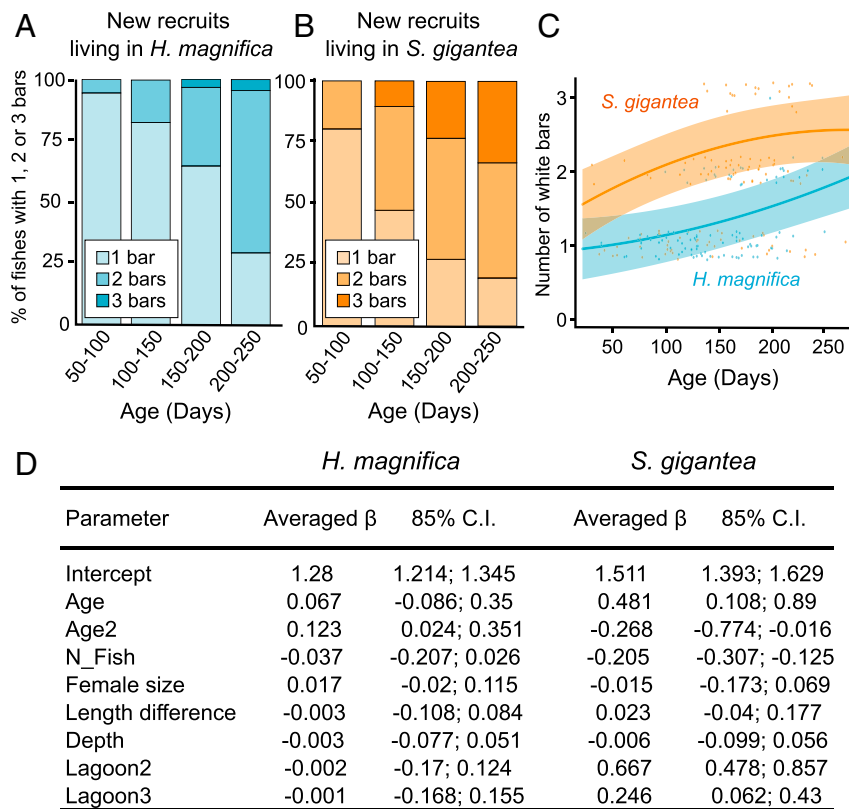 A
New recruits
living in H. magnifica
% of fishes with 1, 2 or 3 bars
100
75
50
25
0
1 bar
2 bars
3 bars
50-100
100-150
150-200
200-250
Age (Days)
B
New recruits
living in S. gigantea
100
75
50
25
0
1 bar
2 bars
3 bars
50-100
100-150
150-200
200-250
Age (Days)
C
Number of white bars
3
2
1
0
S. gigantea
H. magnifica
50 100 150 200 250
Age (Days)
D
H. magnifica S. gigantea
Parameter Averaged β 85% C.I. Averaged β 85% C.I.
Intercept 1.28 1.214; 1.345 1.511 1.393; 1.629
Age 0.067 -0.086; 0.35 0.481 0.108; 0.89
Age2 0.123 0.024; 0.351 -0.268 -0.774; -0.016
N_Fish -0.037 -0.207; 0.026 -0.205 -0.307; -0.125
Female size 0.017 -0.02; 0.115 -0.015 -0.173; 0.069
Length difference -0.003 -0.108; 0.084 0.023 -0.04; 0.177
Depth -0.003 -0.077; 0.051 -0.006 -0.099; 0.056
Lagoon2 -0.002 -0.17; 0.124 0.667 0.478; 0.857
Lagoon3 -0.001 -0.168; 0.155 0.246 0.062; 0.43